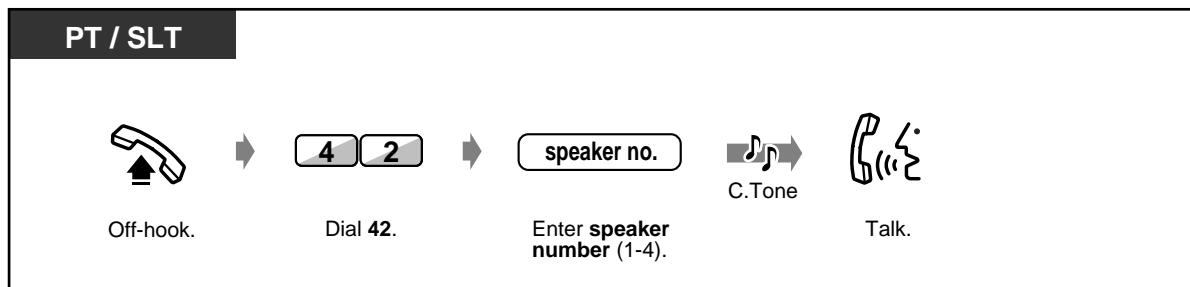 PT / SLT
4 2
speaker no.
C.Tone
Off-hook.
Dial 42.
Enter speaker
number (1-4).
Talk.